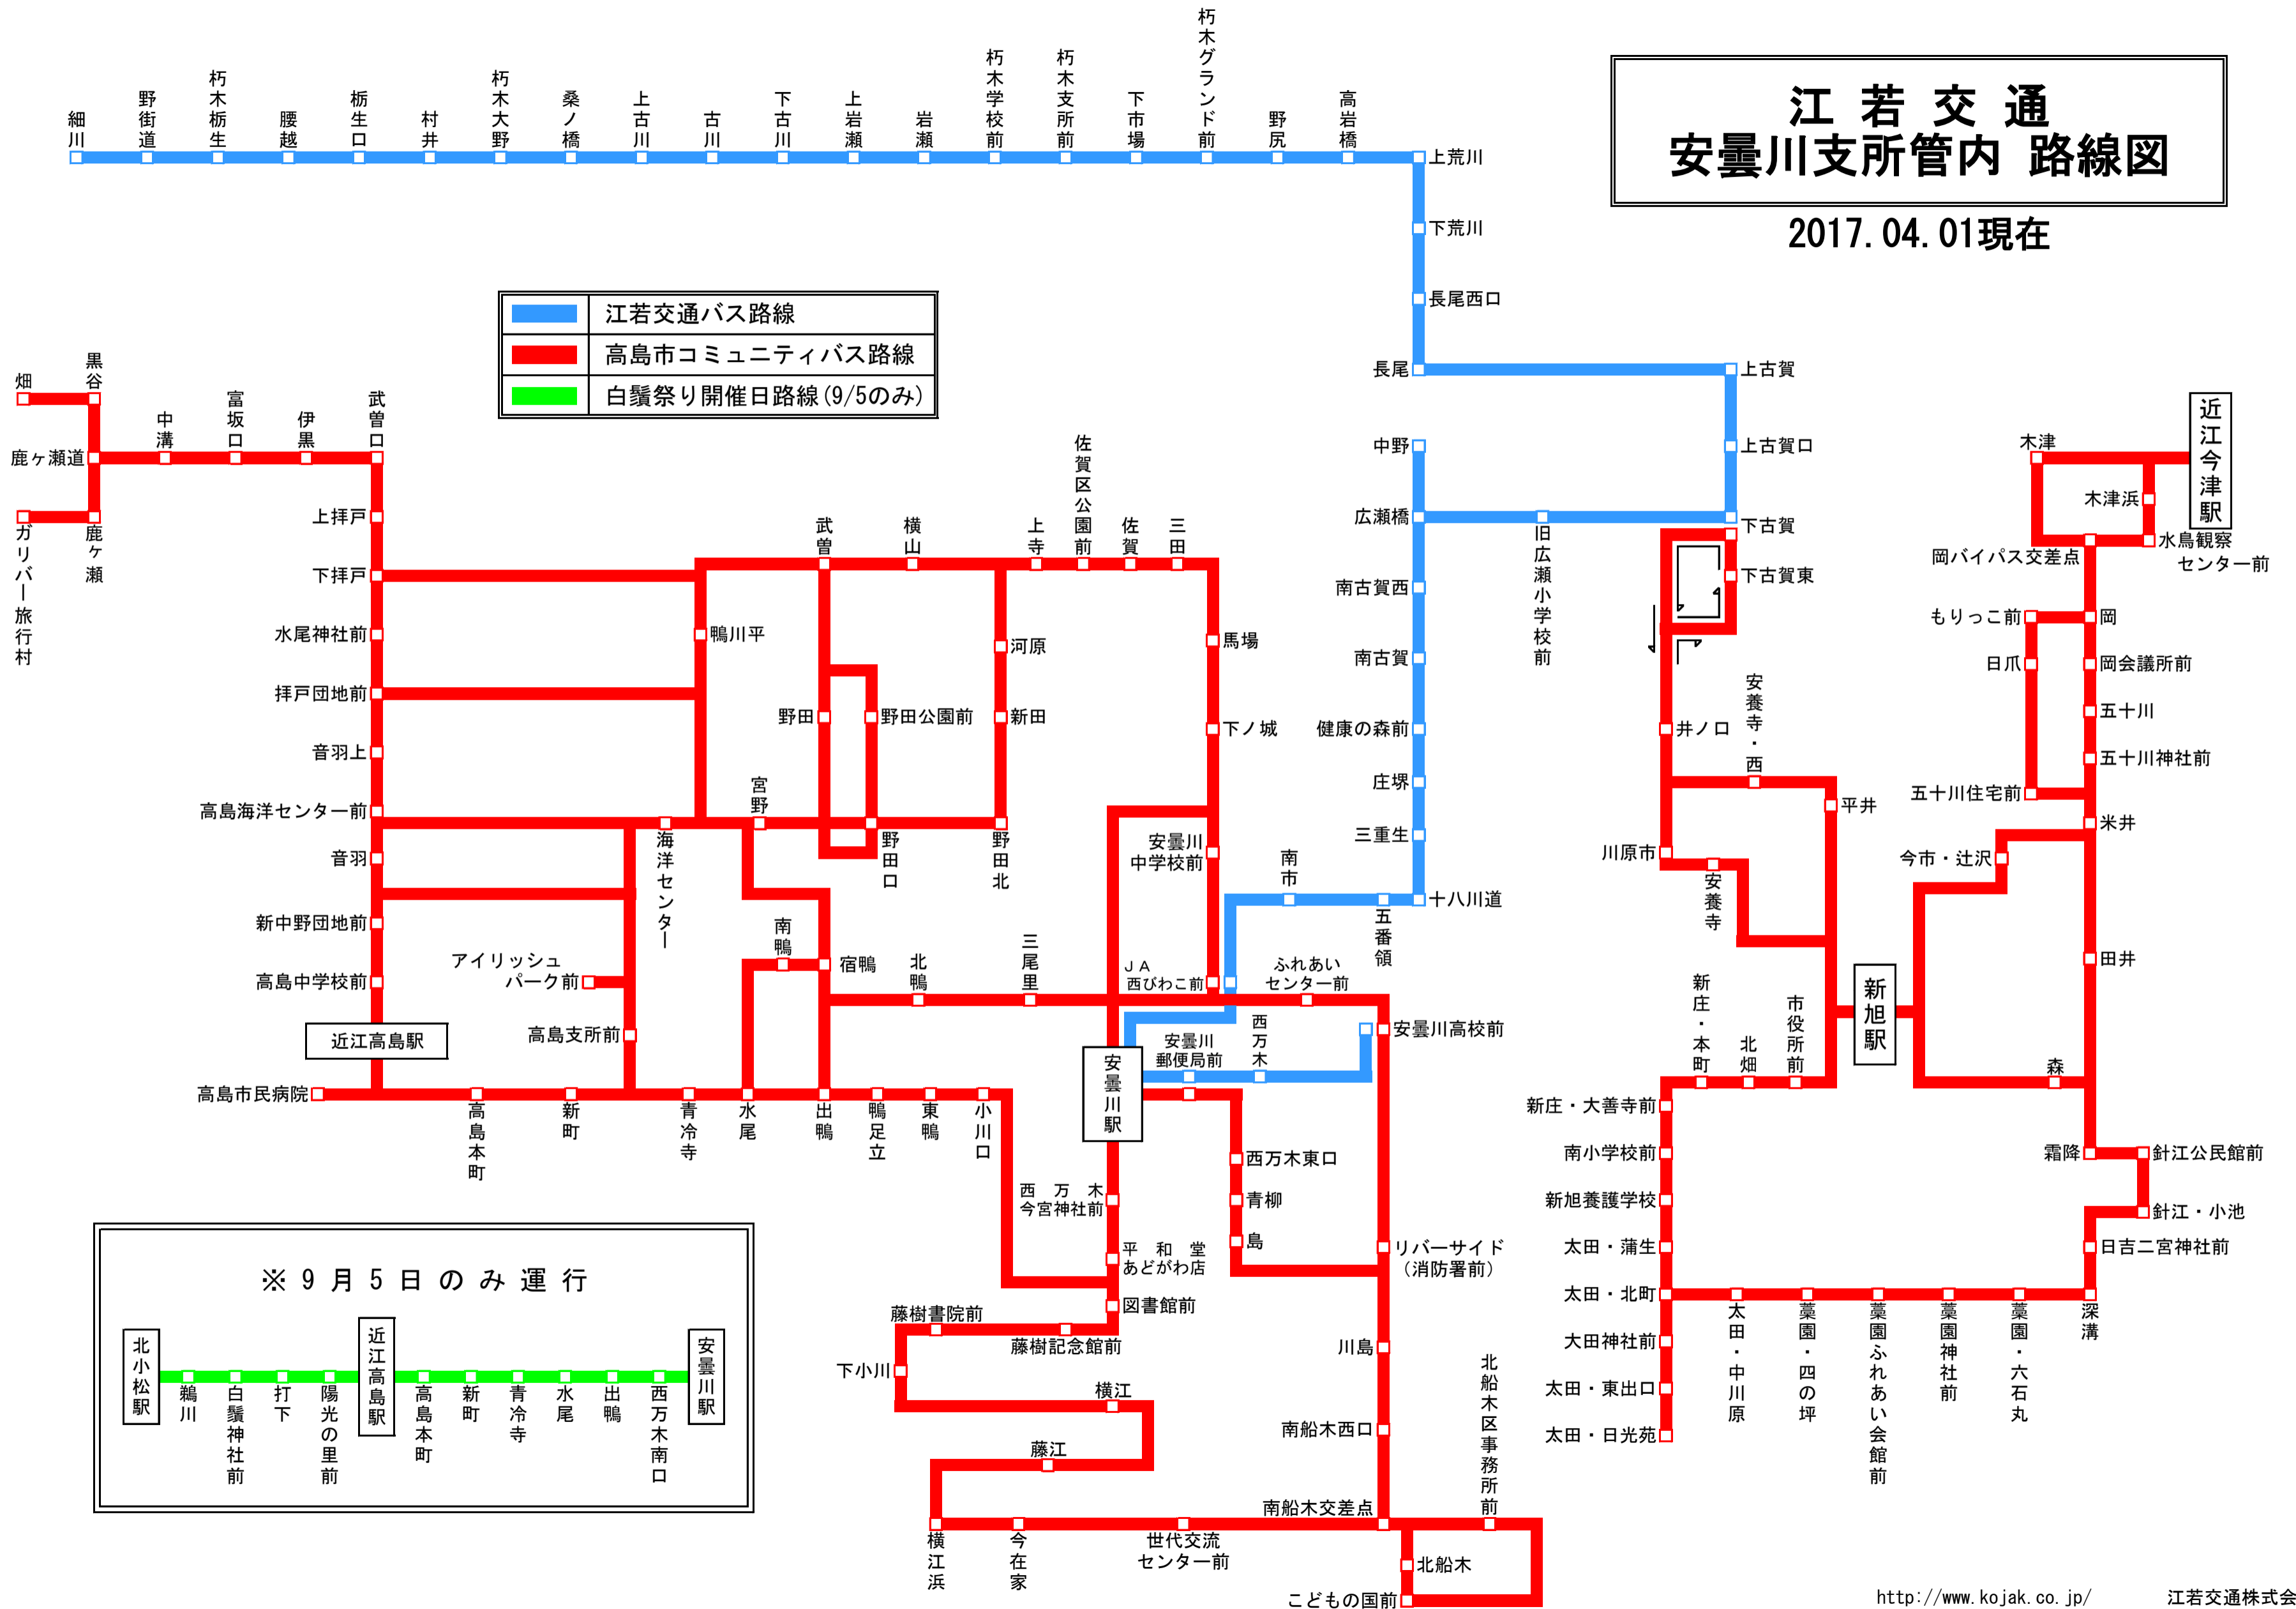 江若交通
安曇川支所管内 路線図
2017.04.01現在
細川
野街道
朽木栃生
腰越
栃生口
村井
朽木大野
桑ノ橋
上古川
古川
下古川
上岩瀬
岩瀬
朽木学校前
朽木支所前
下市場
朽木グランド前
野尻
高岩橋
上荒川
下荒川
長尾西口
長尾
上古賀
上古賀口
下古賀
旧広瀬小学校前
中野
広瀬橋
南古賀西
南古賀
健康の森前
庄堺
三重生
十八川道
五番領
南市
江若交通バス路線
高島市コミュニティバス路線
白鬚祭り開催日路線(9/5のみ)
畑
黒谷
鹿ヶ瀬道
ガリバー旅行村
鹿ヶ瀬
中溝
富坂口
伊黒
武曽口
上拝戸
下拝戸
水尾神社前
拝戸団地前
音羽上
高島海洋センター前
音羽
新中野団地前
高島中学校前
近江高島駅
高島市民病院
鴨川平
武曽
横山
上寺
佐賀区公園前
佐賀
三田
河原
新田
野田
野田公園前
馬場
下ノ城
宮野
海洋センター
野田口
野田北
安曇川
中学校前
アイリッシュ
パーク前
高島支所前
南鴨
宿鴨
北鴨
三尾里
JA
西びわこ前
ふれあい
センター前
安曇川高校前
安曇川
郵便局前
西万木
安曇川駅
高島本町
新町
青冷寺
水尾
出鴨
鴨足立
東鴨
小川口
西万木
今宮神社前
平和堂
あどがわ店
図書館前
西万木東口
青柳
島
リバーサイド
(消防署前)
藤樹書院前
藤樹記念館前
下小川
横江
藤江
横江浜
今在家
世代交流
センター前
川島
南船木西口
南船木交差点
北船木区事務所前
北船木
こどもの国前
下古賀東
井ノ口
安養寺・西
平井
川原市
安養寺
新庄・本町
北畑
市役所前
新旭駅
新庄・大善寺前
南小学校前
新旭養護学校
太田・蒲生
太田・北町
大田神社前
太田・東出口
太田・日光苑
太田・中川原
藁園・四の坪
藁園ふれあい会館前
藁園神社前
藁園・六石丸
深溝
近江今津駅
木津
木津浜
水鳥観察
センター前
岡バイパス交差点
もりっこ前
岡
日爪
岡会議所前
五十川
五十川神社前
五十川住宅前
米井
今市・辻沢
田井
森
霜降
針江公民館前
針江・小池
日吉二宮神社前
※9月5日のみ運行
北小松駅
鵜川
白鬚神社前
打下
陽光の里前
近江高島駅
高島本町
新町
青冷寺
水尾
出鴨
西万木南口
安曇川駅
http://www.kojak.co.jp/
江若交通株式会